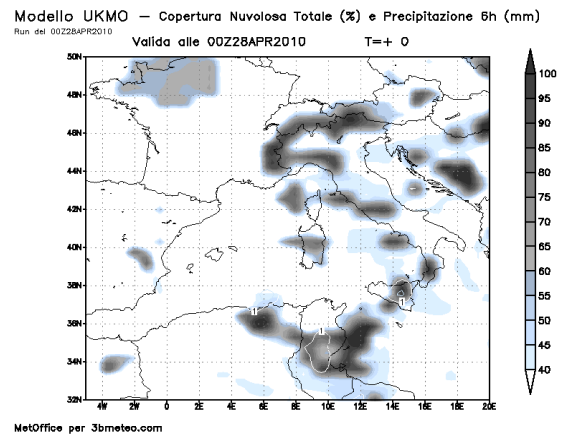 Modello UKMO – Copertura Nuvolosa Totale (%) e Precipitazione 6h (mm)
Run del 00Z28APR2010
Valida alle 00Z28APR2010 T=+ 0
50N
48N
46N
44N
42N
40N
38N
36N
34N
32N
4W 2W 0 2E 4E 6E 8E 10E 12E 14E 16E 18E 20E
100
95
90
85
80
75
70
65
60
55
50
45
40
1
1
1
MetOffice per 3bmeteo.com